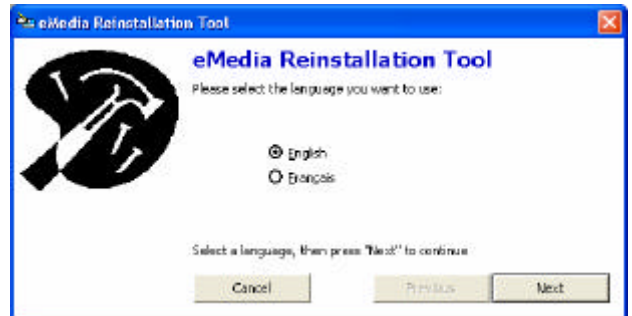 eMedia Reinstallation Tool
eMedia Reinstallation Tool
Please select the language you want to use:
English
Français
Select a language, then press "Next" to continue
Cancel
Previous
Next